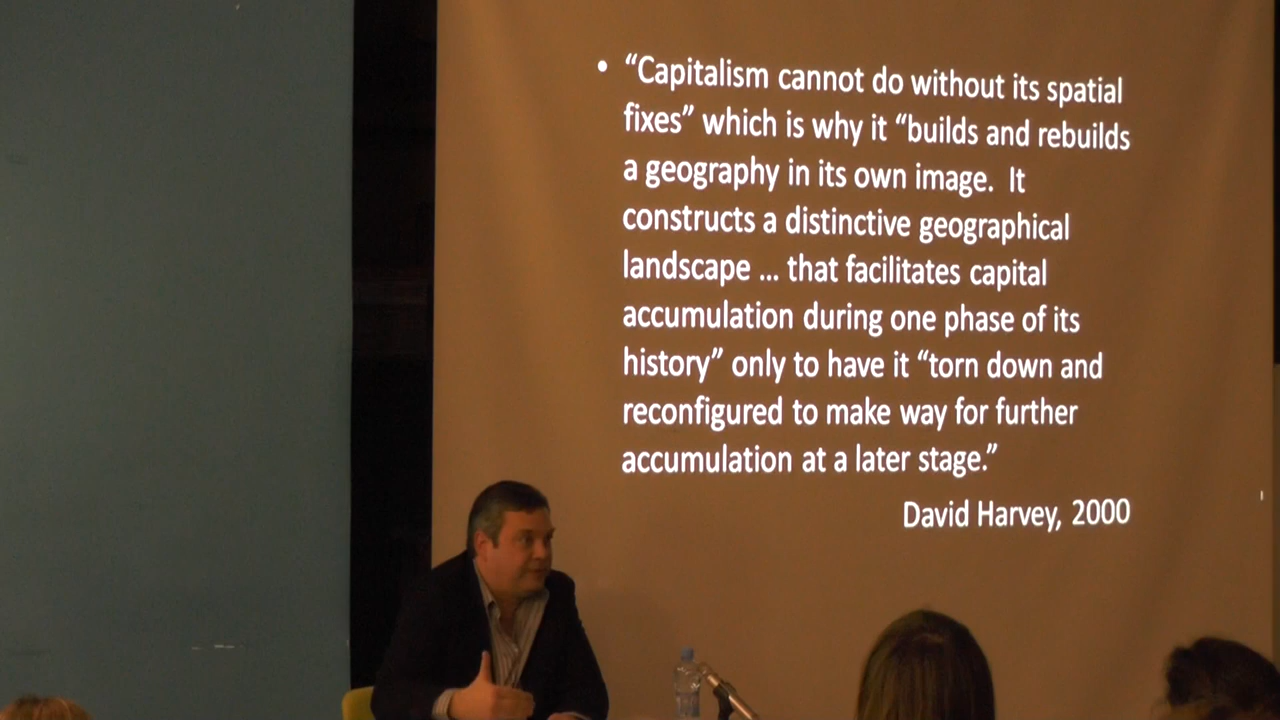 • “Capitalism cannot do without its spatial
fixes” which is why it “builds and rebuilds
a geography in its own image.  It
constructs a distinctive geographical
landscape ... that facilitates capital
accumulation during one phase of its
history” only to have it “torn down and
reconfigured to make way for further
accumulation at a later stage.”
David Harvey, 2000